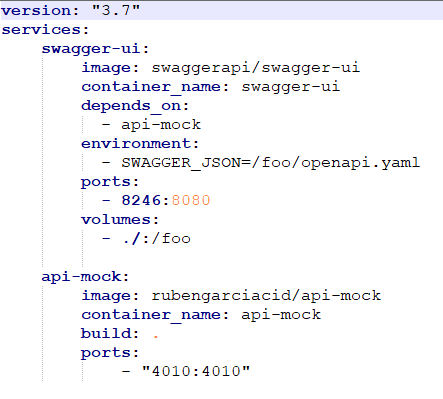 version: "3.7"
services:
    swagger-ui:
        image: swaggerapi/swagger-ui
        container_name: swagger-ui
        depends_on:
          - api-mock
        environment:
          - SWAGGER_JSON=/foo/openapi.yaml
        ports:
          - 8246:8080
        volumes:
          - ./:/foo

    api-mock:
        image: rubengarciacid/api-mock
        container_name: api-mock
        build: .
        ports:
            - "4010:4010"